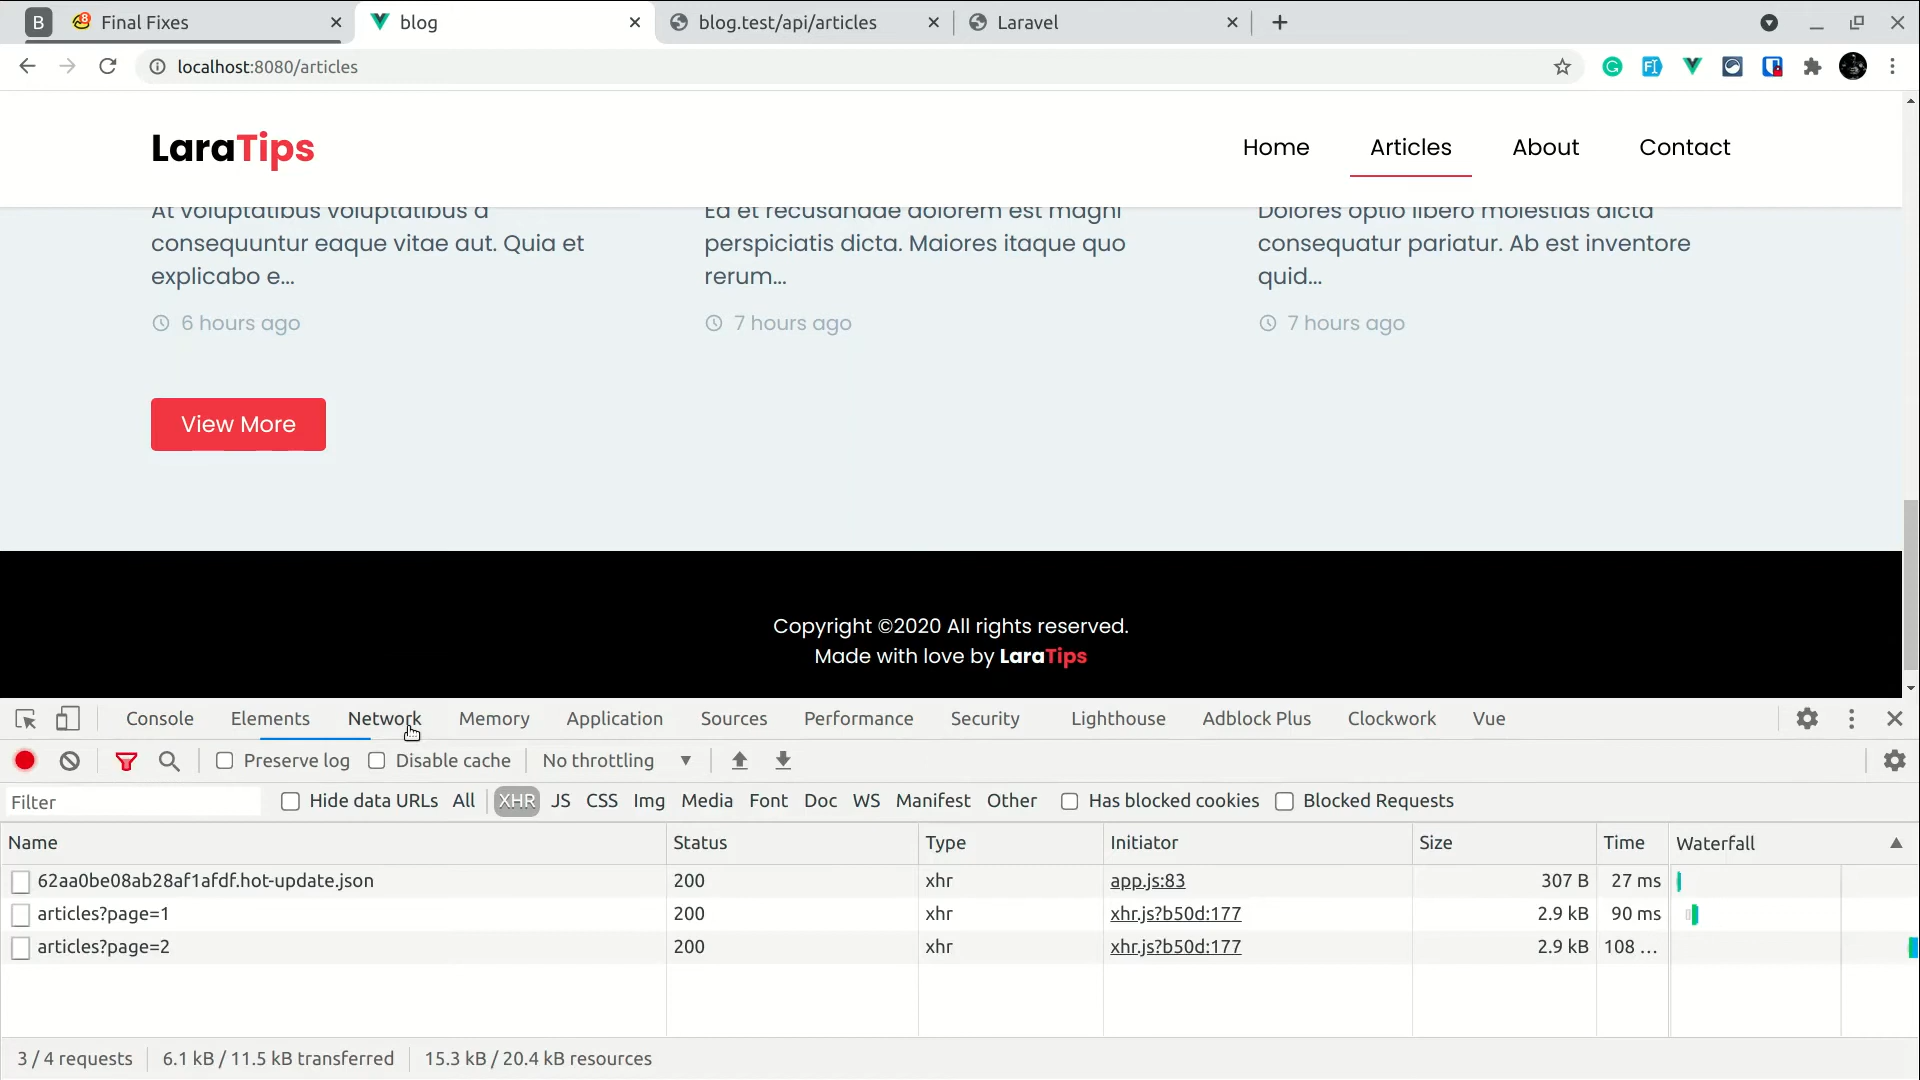 B
8
Final Fixes
blog
blog.test/api/articles
Laravel
localhost:8080/articles
LaraTips
Home
Articles
About
Contact
At voluptatibus voluptatibus a
consequuntur eaque vitae aut. Quia et
explicabo e...
6 hours ago
Ea et recusandae dolorem est magni
perspiciatis dicta. Maiores itaque quo
rerum...
7 hours ago
Dolores optio libero molestias dicta
consequatur pariatur. Ab est inventore
quid...
7 hours ago
View More
Copyright ©2020 All rights reserved.
Made with love by LaraTips
Console Elements Network Memory Application Sources Performance Security Lighthouse Adblock Plus Clockwork Vue
Preserve log Disable cache No throttling
Filter Hide data URLs All XHR JS CSS Img Media Font Doc WS Manifest Other Has blocked cookies Blocked Requests
Name Status Type Initiator Size Time Waterfall
62aa0be08ab28af1afdf.hot-update.json 200 xhr app.js:83 307 B 27 ms
articles?page=1 200 xhr xhr.js?b50d:177 2.9 kB 90 ms
articles?page=2 200 xhr xhr.js?b50d:177 2.9 kB 108 ...
3 / 4 requests 6.1 kB / 11.5 kB transferred 15.3 kB / 20.4 kB resources